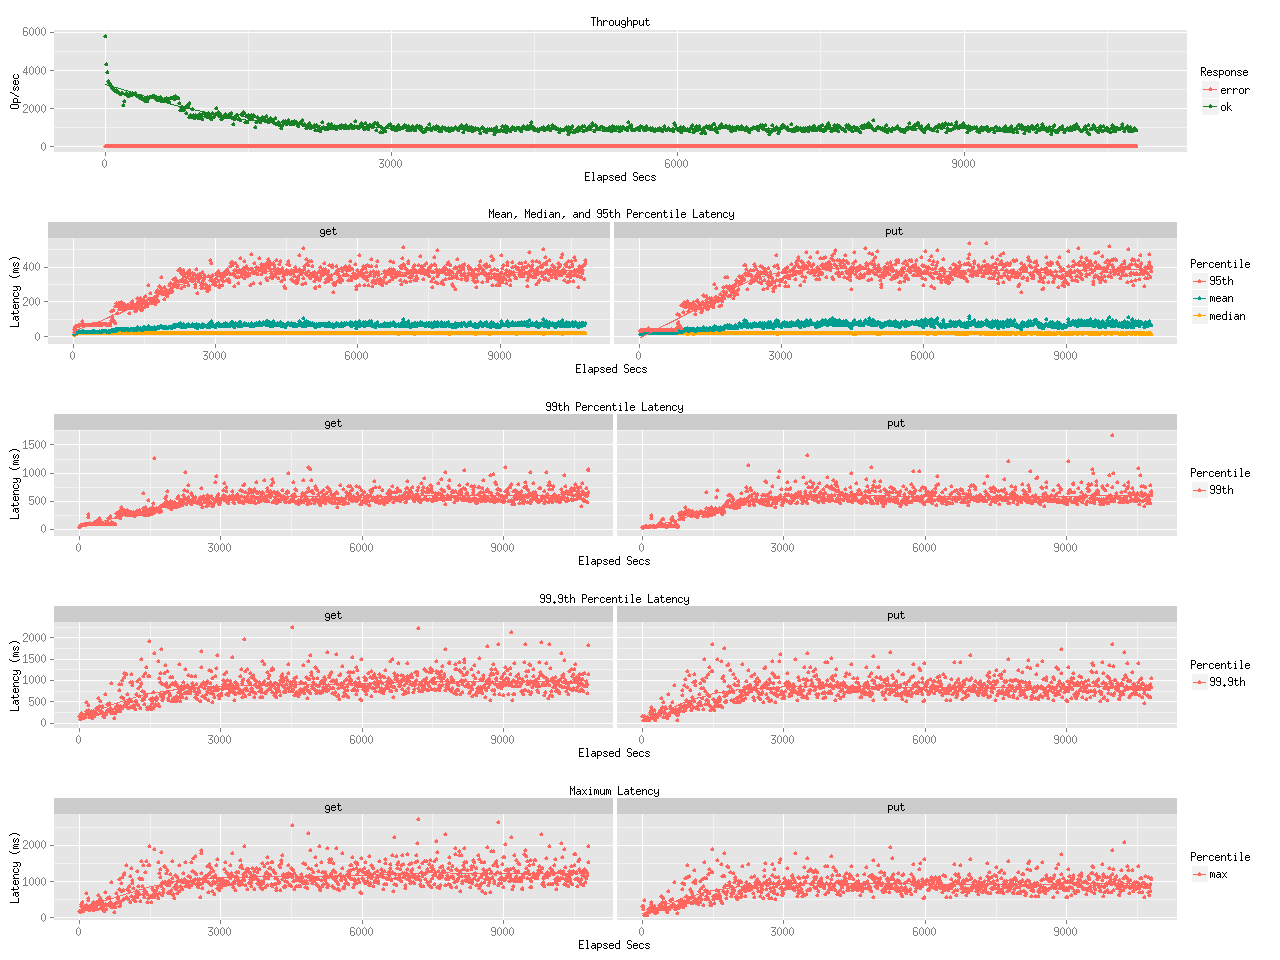 Throughput
6000
4000
2000
0
Op/sec
0 3000 6000 9000
Elapsed Secs
Response
error
ok
Mean, Median, and 95th Percentile Latency
get put
400
200
0
Latency (ms)
0 3000 6000 9000 0 3000 6000 9000
Elapsed Secs
Percentile
95th
mean
median
99th Percentile Latency
get put
1500
1000
500
0
Latency (ms)
0 3000 6000 9000 0 3000 6000 9000
Elapsed Secs
Percentile
99th
99.9th Percentile Latency
get put
2000
1500
1000
500
0
Latency (ms)
0 3000 6000 9000 0 3000 6000 9000
Elapsed Secs
Percentile
99.9th
Maximum Latency
get put
2000
1000
0
Latency (ms)
0 3000 6000 9000 0 3000 6000 9000
Elapsed Secs
Percentile
max